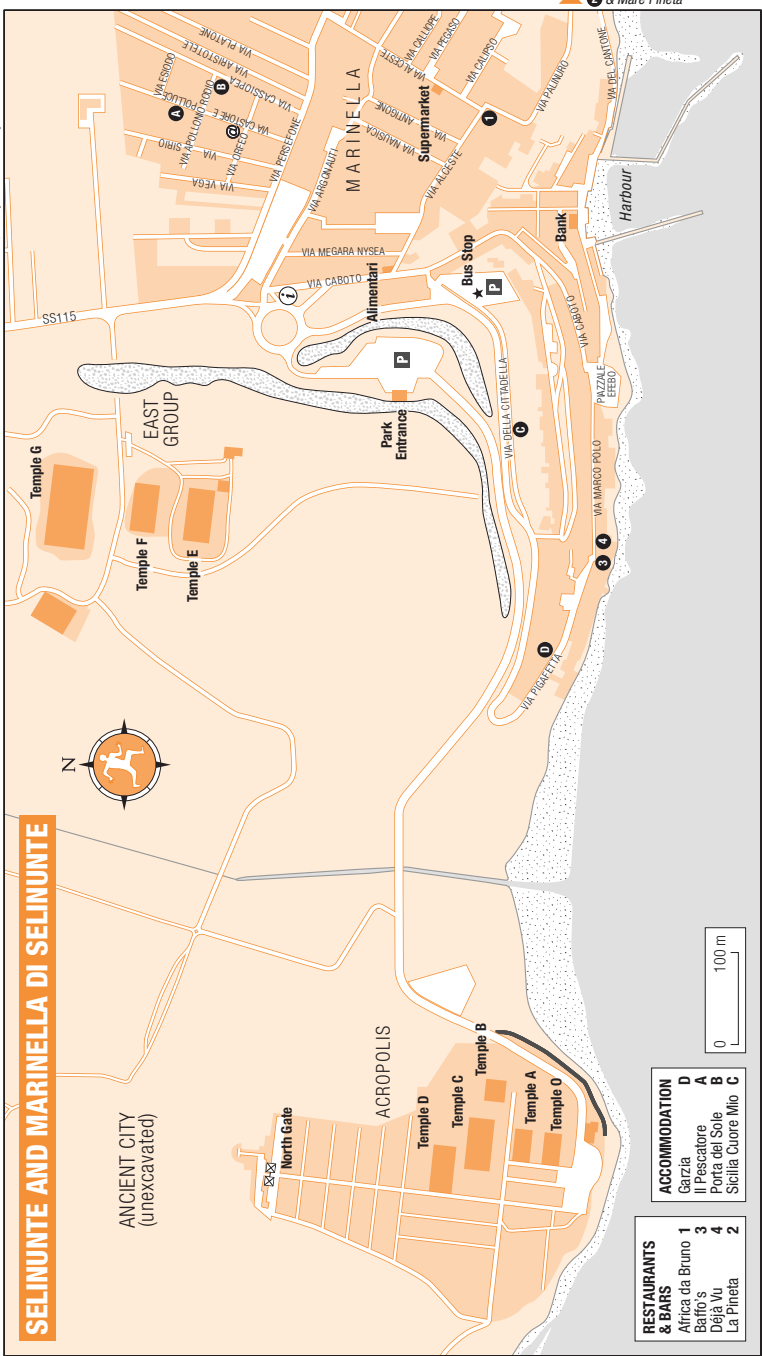 SELINUNTE AND MARINELLA DI SELINUNTE
N
ANCIENT CITY
(unexcavated)
North Gate
ACROPOLIS
Temple D
Temple C
Temple B
Temple A
Temple O
Temple G
Temple F
Temple E
EAST
GROUP
SS115
Park
Entrance
P
i
Alimentari
Bus Stop
P
VIA DELLA CITTADELLA
C
D
VIA PIGAFETTA
3
4
VIA MARCO POLO
PIAZZALE
EFEBO
VIA CABOTO
VIA CABOTO
Bank
Harbour
VIA DEL CANTONE
VIA PALINURO
VIA MEGARA NYSEA
VIA ARGONAUTI
VIA PERSEFONE
MARINELLA
Supermarket
1
VIA ALCESTE
VIA NAUSICA
VIA
ANTIGONE
VIA ALCESTE
VIA CALLIOPE
VIA PEGASO
VIA CALIPSO
VIA PLATONE
VIA ARISTOTELE
VIA CASSIOPEA
VIA CASTORE E
POLLUCE
VIA ESIODO
VIA APOLLONIO RODIO
VIA ORFEO
VIA
SIRIO
VIA VEGA
A
B
@
& Mare Pineta
RESTAURANTS
& BARS
Africa da Bruno 1
Baffo's 3
Déjà Vu 4
La Pineta 2
ACCOMMODATION
Garzia D
Il Pescatore A
Porta del Sole B
Sicilia Cuore Mio C
0 100 m